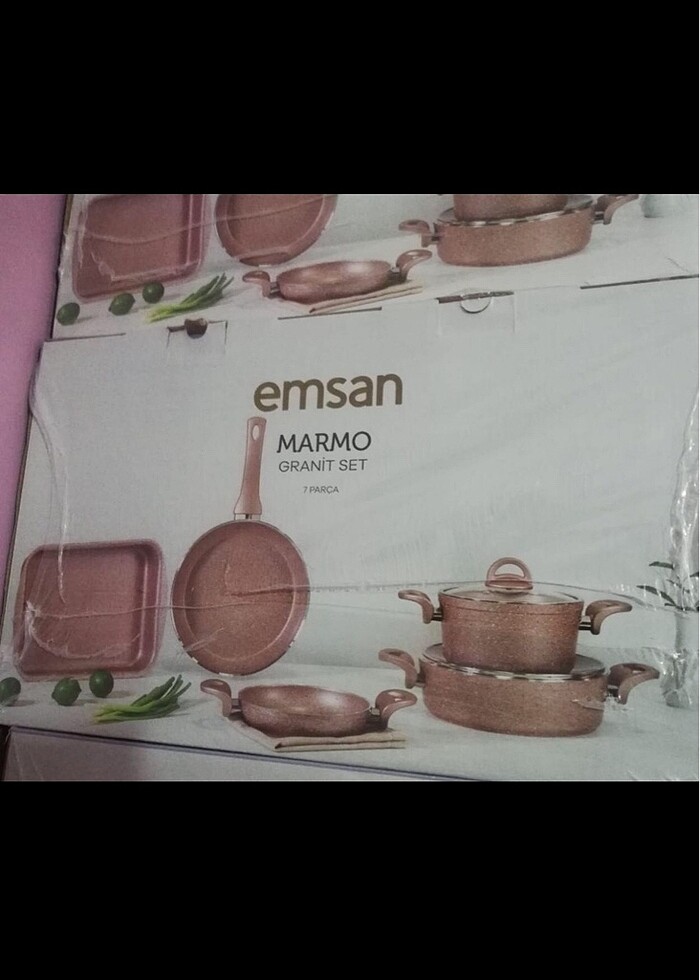 emsan
MARMO
GRANİT SET
7 PARÇA